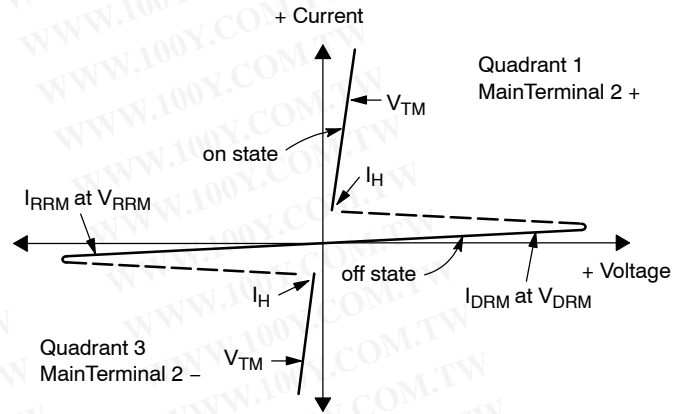 + Current
Quadrant 1
MainTerminal 2 +
VTM
on state
IH
IRRM at VRRM
+ Voltage
off state
IH
IDRM at VDRM
Quadrant 3
MainTerminal 2 −
VTM
WWW.100Y.COM.TW